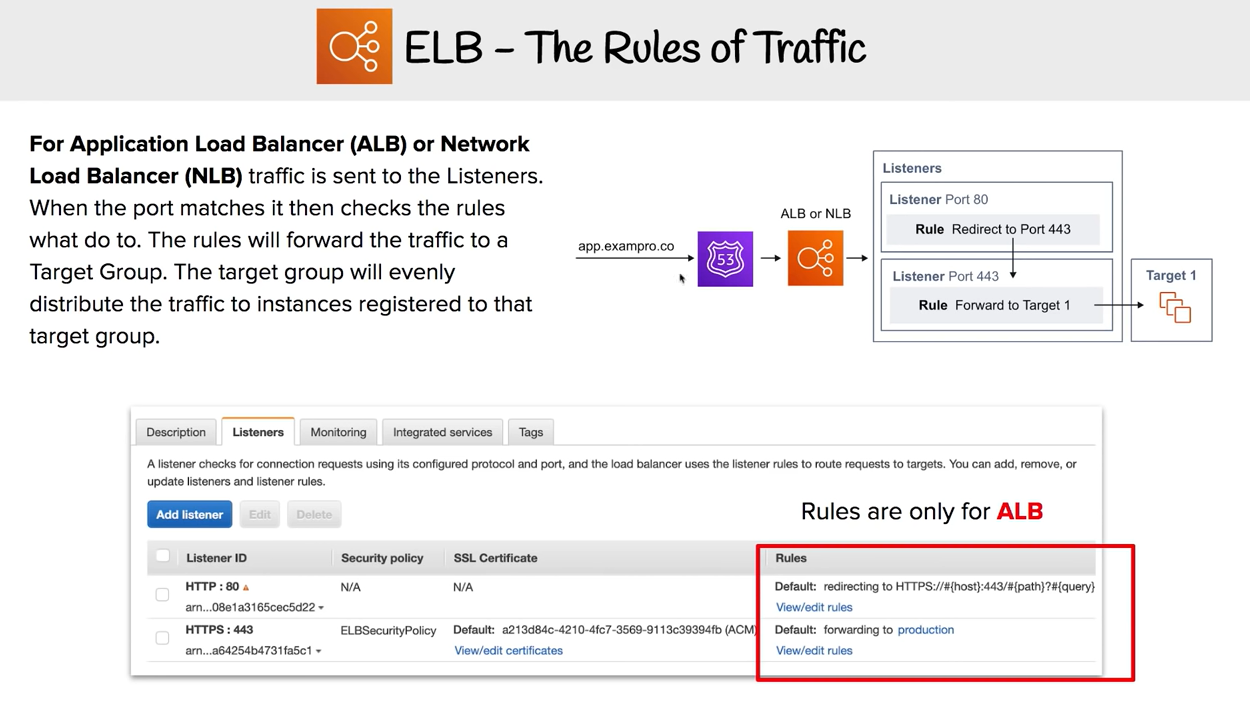 ELB – The Rules of Traffic
For Application Load Balancer (ALB) or Network
Load Balancer (NLB) traffic is sent to the Listeners.
When the port matches it then checks the rules
what do to. The rules will forward the traffic to a
Target Group. The target group will evenly
distribute the traffic to instances registered to that
target group.
app.exampro.co
53
ALB or NLB
Listeners
Listener Port 80
Rule Redirect to Port 443
Listener Port 443
Rule Forward to Target 1
Target 1
Description Listeners Monitoring Integrated services Tags
A listener checks for connection requests using its configured protocol and port, and the load balancer uses the listener rules to route requests to targets. You can add, remove, or
update listeners and listener rules.
Add listener Edit Delete
Rules are only for ALB
Listener ID Security policy SSL Certificate Rules
HTTP : 80 N/A N/A Default: redirecting to HTTPS://#{host}:443/#{path}?#{query}
arn...08e1a3165cec5d22 View/edit rules
HTTPS : 443 ELBSecurityPolicy Default: a213d84c-4210-4fc7-3569-9113c39394fb (ACM) Default: forwarding to production
arn...a64254b4731fa5c1 View/edit certificates View/edit rules